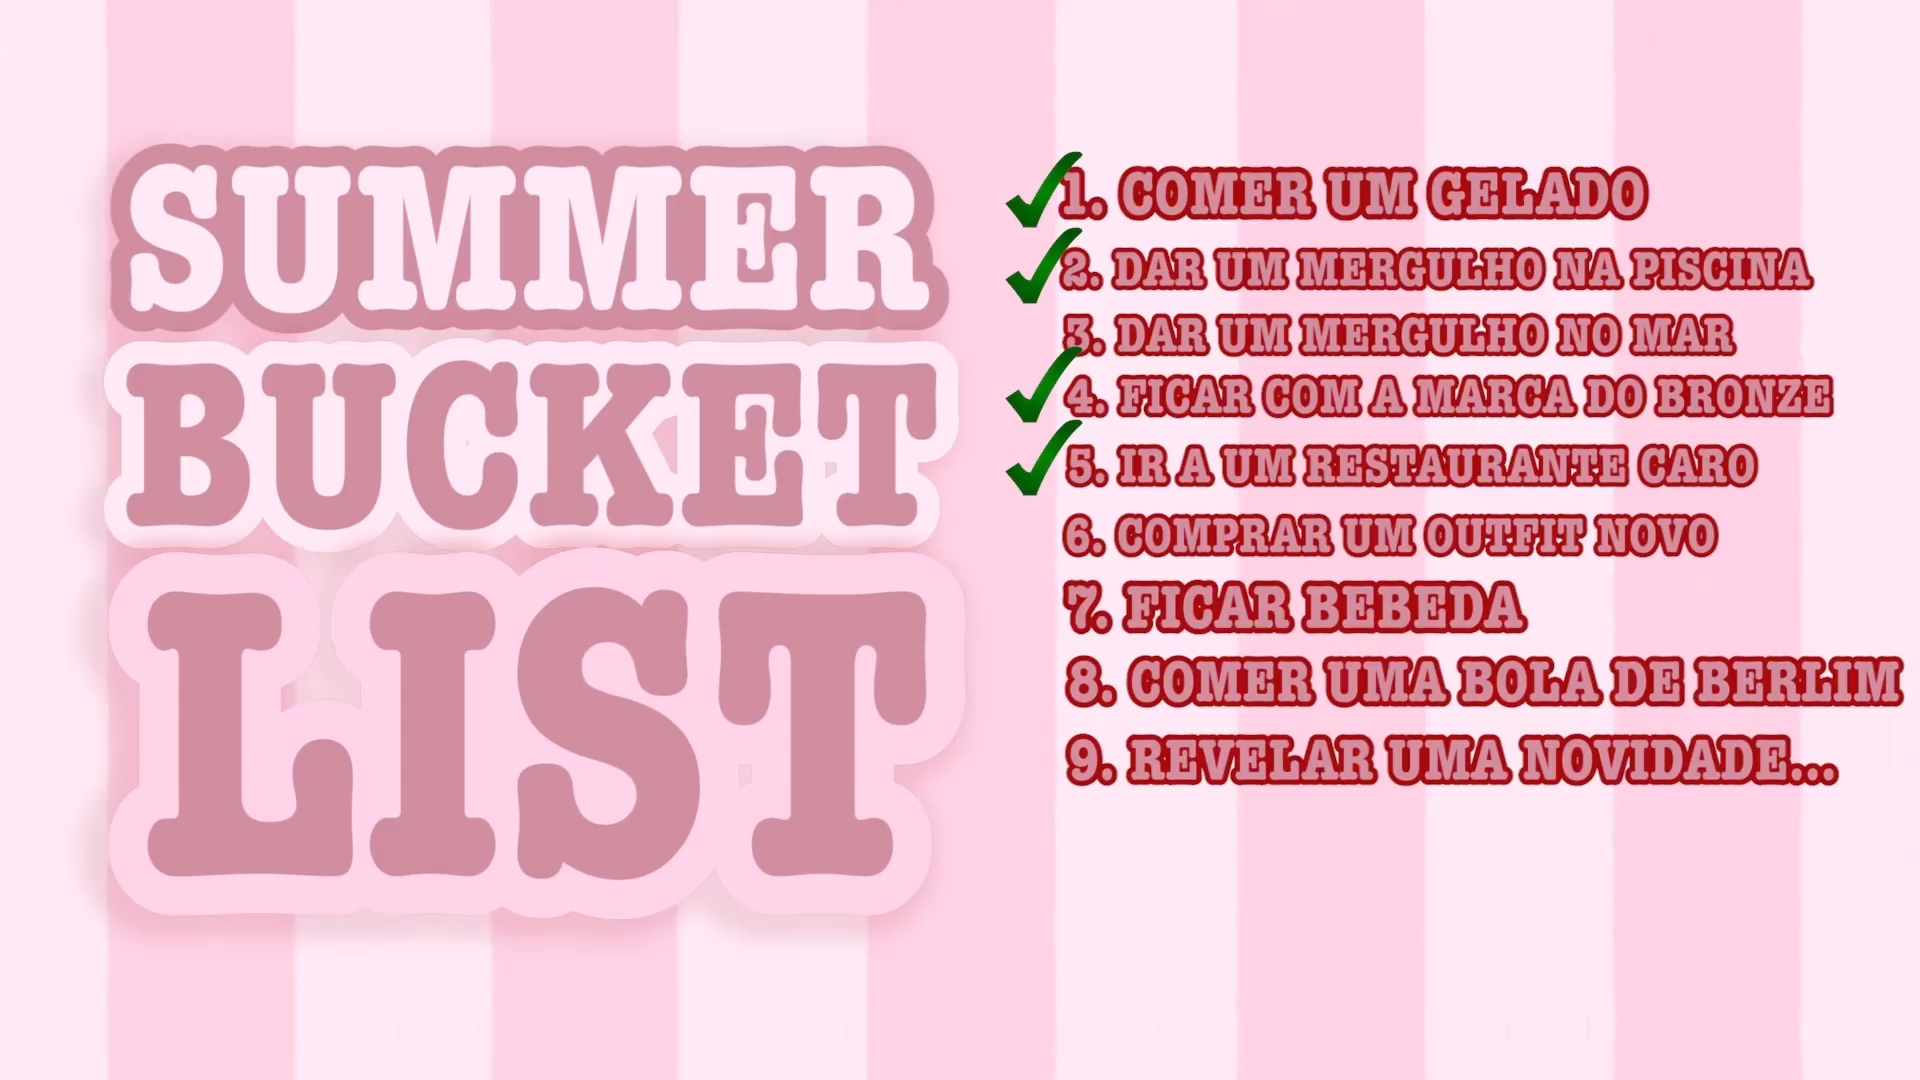 SUMMER
BUCKET
LIST
1. COMER UM GELADO
2. DAR UM MERGULHO NA PISCINA
3. DAR UM MERGULHO NO MAR
4. FICAR COM A MARCA DO BRONZE
5. IR A UM RESTAURANTE CARO
6. COMPRAR UM OUTFIT NOVO
7. FICAR BEBEDA
8. COMER UMA BOLA DE BERLIM
9. REVELAR UMA NOVIDADE...